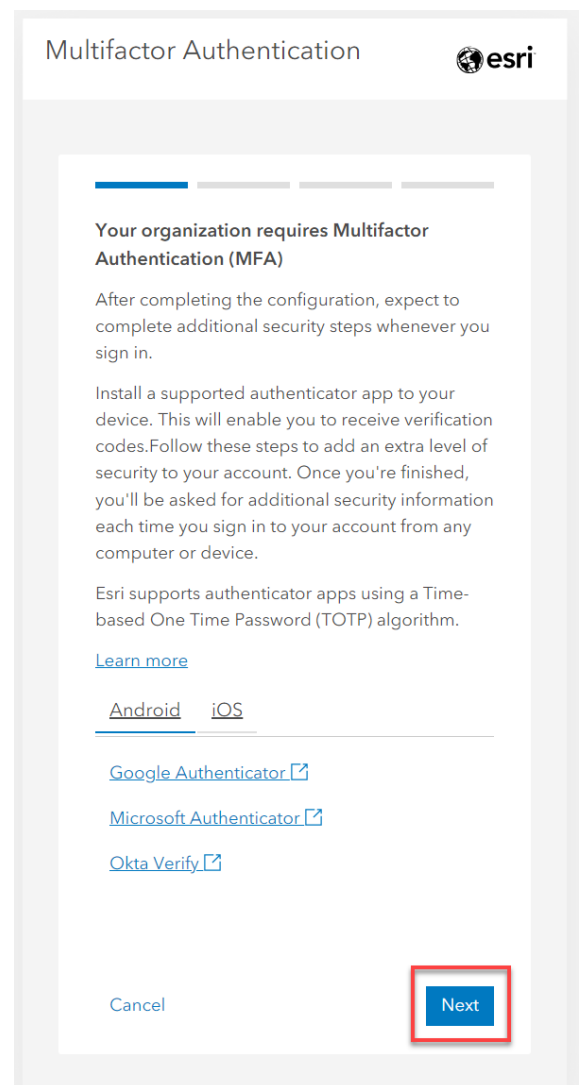 Multifactor Authentication
esri
Your organization requires Multifactor
Authentication (MFA)
After completing the configuration, expect to
complete additional security steps whenever you
sign in.
Install a supported authenticator app to your
device. This will enable you to receive verification
codes.Follow these steps to add an extra level of
security to your account. Once you're finished,
you'll be asked for additional security information
each time you sign in to your account from any
computer or device.
Esri supports authenticator apps using a Time-
based One Time Password (TOTP) algorithm.
Learn more
Android iOS
Google Authenticator
Microsoft Authenticator
Okta Verify
Cancel Next